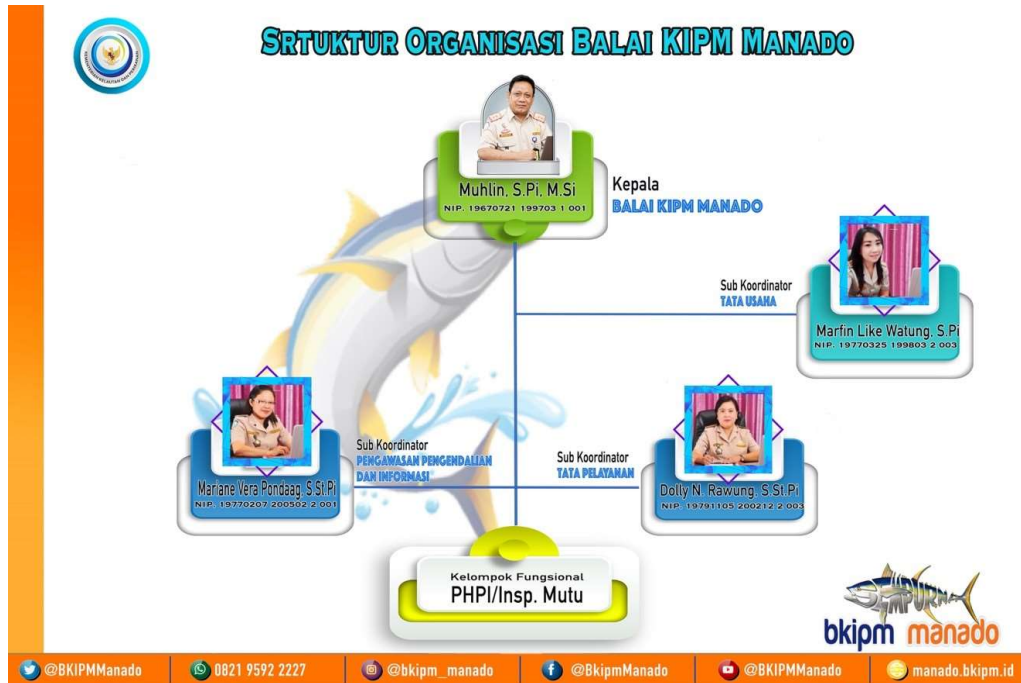 SRTUKTUR ORGANISASI BALAI KIPM MANADO
KEMENTERIAN KELAUTAN DAN PERIKANAN
Muhlin, S.Pi, M.Si
NIP. 19670721 199703 1 001
Kepala
BALAI KIPM MANADO
Sub Koordinator
TATA USAHA
Marfin Like Watung, S.Pi
NIP. 19770325 199803 2 003
Mariane Vera Pondaag, S.St.Pi
NIP. 19770207 200502 2 001
Sub Koordinator
PENGAWASAN PENGENDALIAN
DAN INFORMASI
Sub Koordinator
TATA PELAYANAN
Dolly N. Rawung, S.St.Pi
NIP. 19791105 200212 2 003
Kelompok Fungsional
PHPI/Insp. Mutu
SEMPURNA
bkipm manado
@BKIPMManado
0821 9592 2227
@bkipm_manado
@BkipmManado
@BKIPMManado
manado.bkipm.id